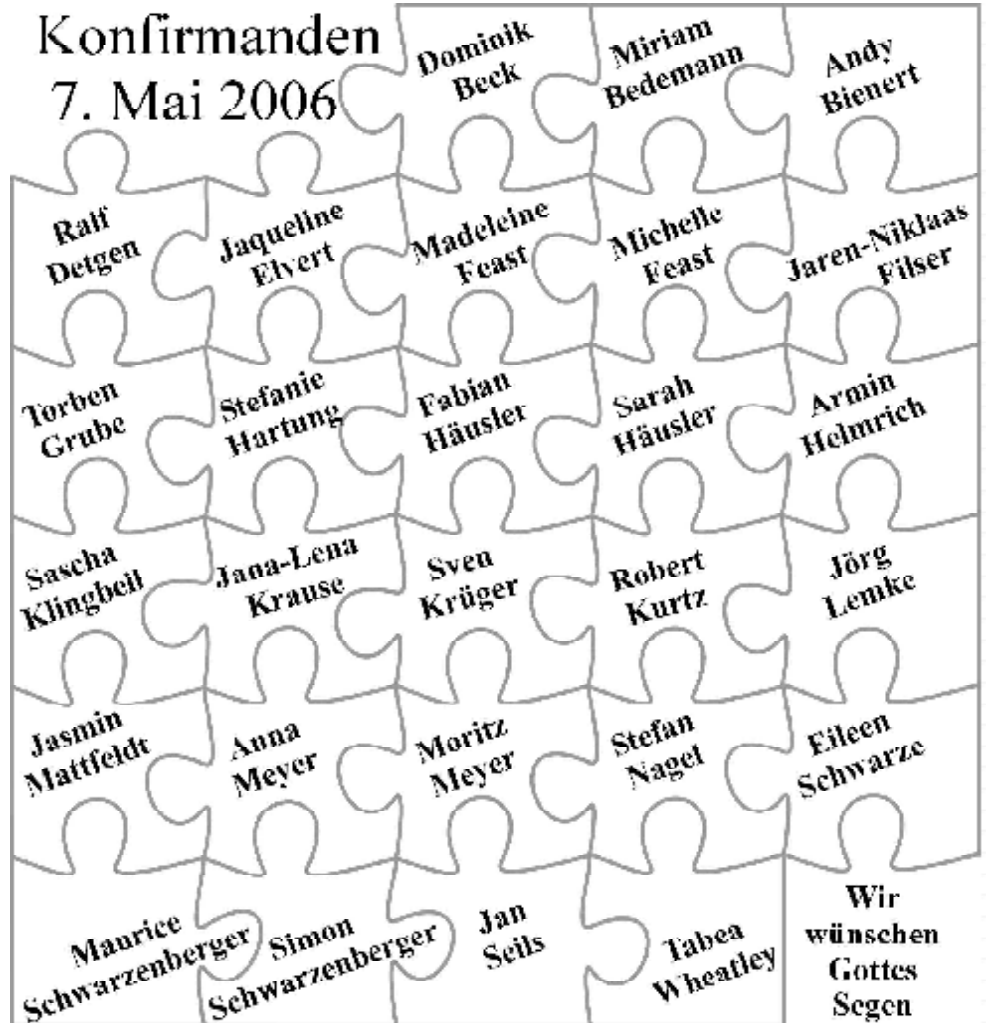 Konfirmanden
7. Mai 2006
Dominik
Beck
Miriam
Bedemann
Andy
Bienert
Ralf
Detgen
Jaqueline
Elvert
Madeleine
Feast
Michelle
Feast
Jaren-Niklaas
Filser
Torben
Grube
Stefanie
Hartung
Fabian
Häusler
Sarah
Häusler
Armin
Helmrich
Sascha
Klingbeil
Jana-Lena
Krause
Sven
Krüger
Robert
Kurtz
Jörg
Lemke
Jasmin
Mattfeldt
Anna
Meyer
Moritz
Meyer
Stefan
Nagel
Eileen
Schwarze
Maurice
Schwarzenberger
Simon
Schwarzenberger
Jan
Seils
Tabea
Wheatley
Wir
wünschen
Gottes
Segen